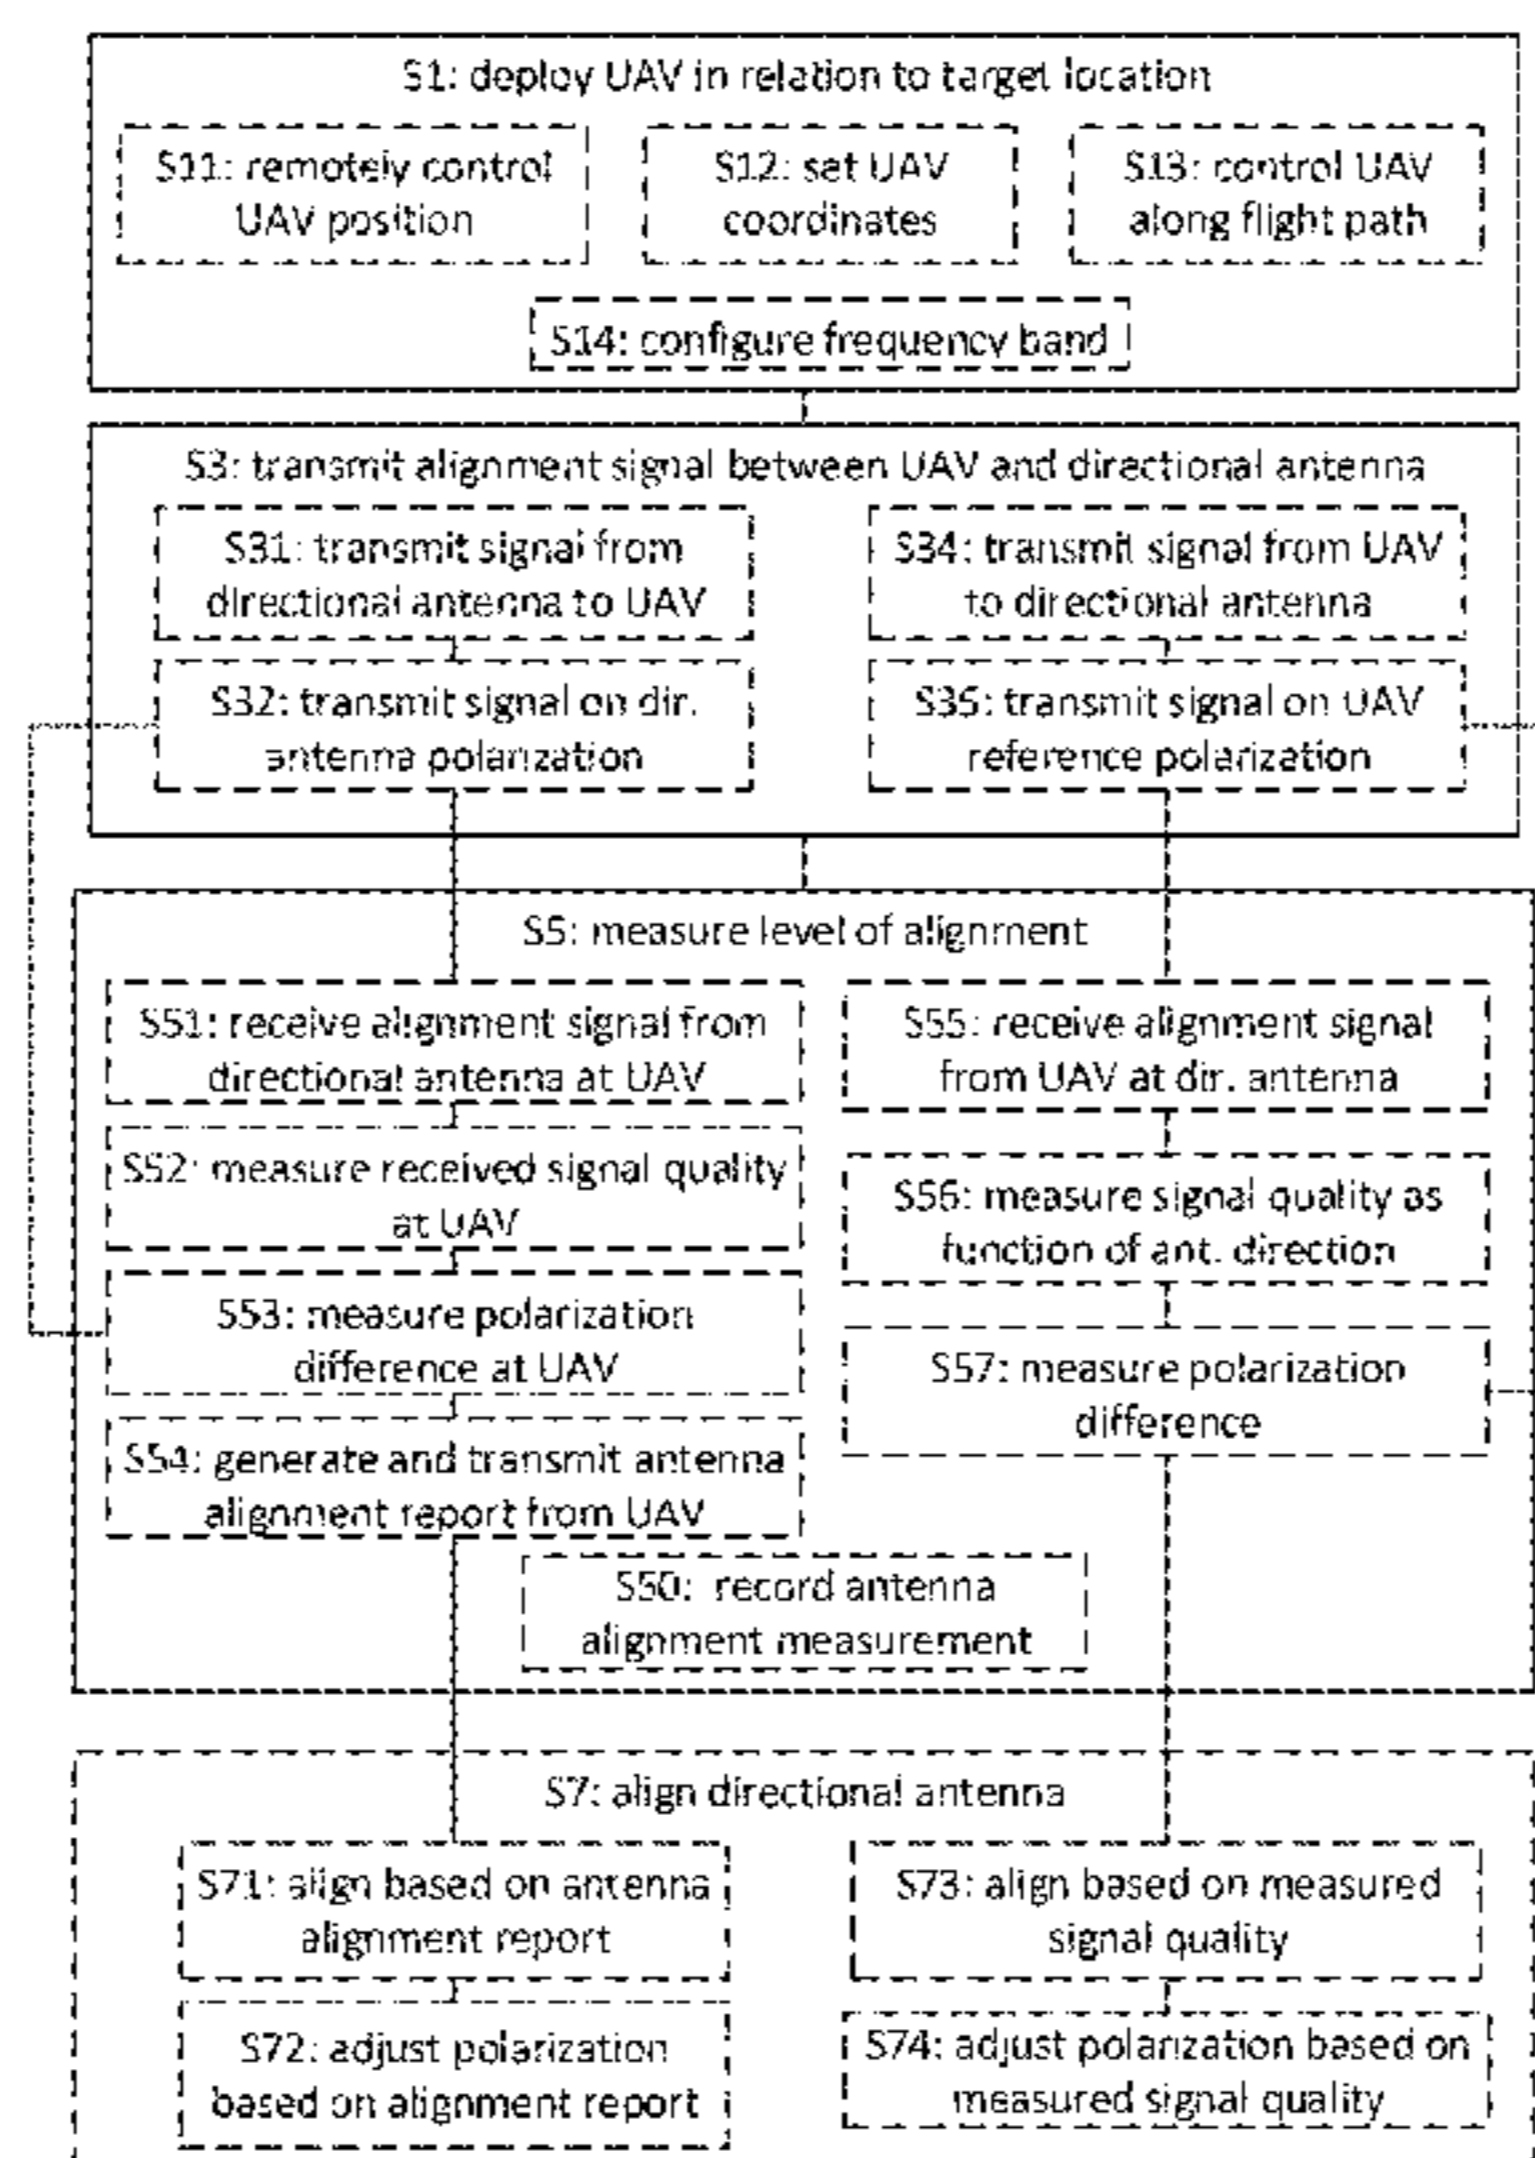 S1: deploy UAV in relation to target location
S11: remotely control
UAV position
S12: sat UAV
coordinates
S13: control UAV
along flight path
S14: configure frequency band
S3: transmit alignment signal between UAV and directional antenna
S31: transmit signal from
directional antenna to UAV
S32: transmit signal on dir.
antenna polarization
S34: transmit signal from UAV
to directional antenna
S35: transmit signal on UAV
reference polarization
S5: measure level of alignment
S51: receive alignment signal from
directional antenna at UAV
S52: measure received signal quality
at UAV
S53: measure polarization
difference at UAV
S54: generate and transmit antenna
alignment report from UAV
S55: receive alignment signal
from UAV at dir. antenna
S56: measure signal quality as
function of ant. direction
S57: measure polarization
difference
S50: record antenna
alignment measurement
S7: align directional antenna
S71: align based on antenna
alignment report
S72: adjust polarization
based on alignment report
S73: align based on measured
signal quality
S74: adjust polarization based on
measured signal quality